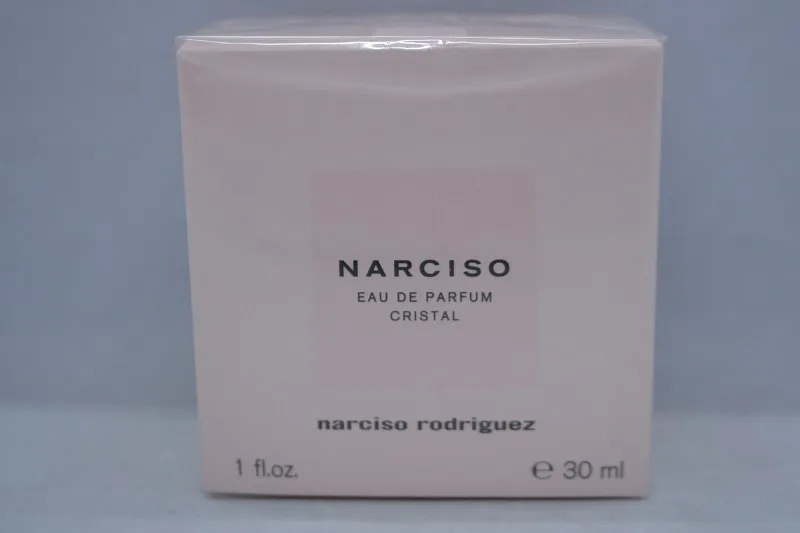 NARCISO
EAU DE PARFUM
CRISTAL
narciso rodriguez
1 fl.oz. ℮ 30 ml